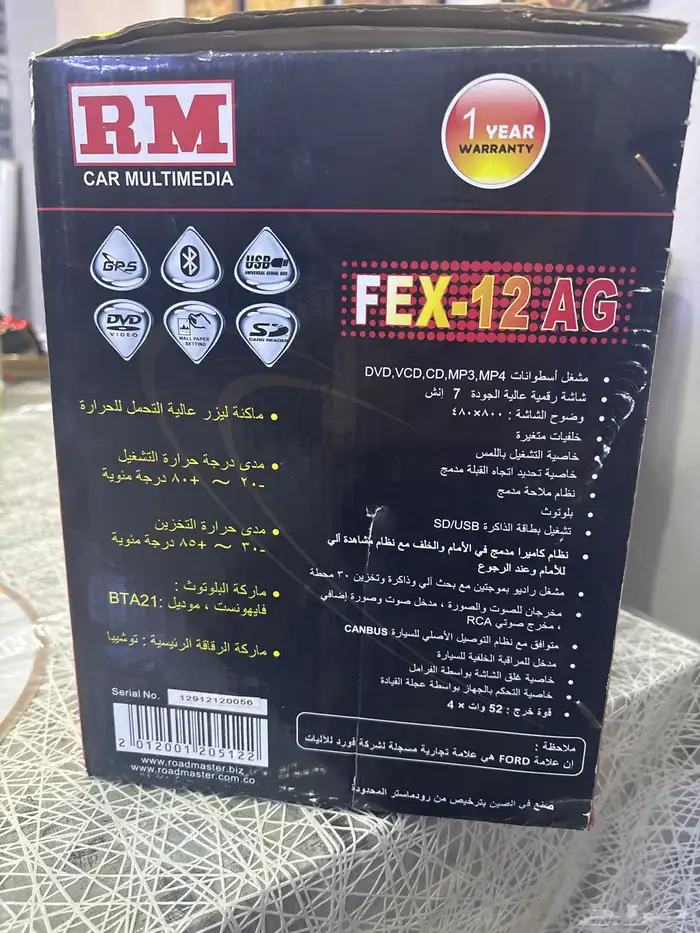 RM
CAR MULTIMEDIA
1 YEAR
WARRANTY
GPS
USB
UNIVERSAL SERIAL BUS
DVD
VIDEO
WALL PAPER
SETTING
SD
CARD READER
FEX-12 AG
مشغل أسطوانات DVD,VCD,CD,MP3,MP4
شاشة رقمية عالية الجودة 7 إنش
وضوح الشاشة : ٨٠٠×٤٨٠
خلفيات متغيرة
خاصية التشغيل باللمس
خاصية تحديد اتجاه القبلة مدمج
نظام ملاحة مدمج
بلوتوث
تشغيل بطاقة الذاكرة SD/USB
نظام كاميرا مدمج في الأمام والخلف مع نظام مشاهدة آلي
للأمام وعند الرجوع
مشغل راديو بموجتين مع بحث آلي وذاكرة وتخزين ٣٠ محطة
مخرجان للصوت والصورة ، مدخل صوت وصورة إضافي
، مخرج صوتي RCA
متوافق مع نظام التوصيل الأصلي للسيارة CANBUS
مدخل للمراقبة الخلفية للسيارة
خاصية غلق الشاشة بواسطة الفرامل
خاصية التحكم بالجهاز بواسطة عجلة القيادة
قوة خرج : 52 وات × 4
ماكنة ليزر عالية التحمل للحرارة
مدى درجة حرارة التشغيل
-٢٠ ~ +٨٠ درجة مئوية
مدى حرارة التخزين
-٣٠ ~ +٨٥ درجة مئوية
ماركة البلوتوث :
فايهونست ، موديل :BTA21
ماركة الرقاقة الرئيسية : توشيبا
Serial No. 12912120056
2 012001 205122
www.roadmaster.biz
www.roadmaster.com.co
ملاحظة :
إن علامة FORD هي علامة تجارية مسجلة لشركة فورد للآليات
صنع في الصين بترخيص من رودماستر المحدودة